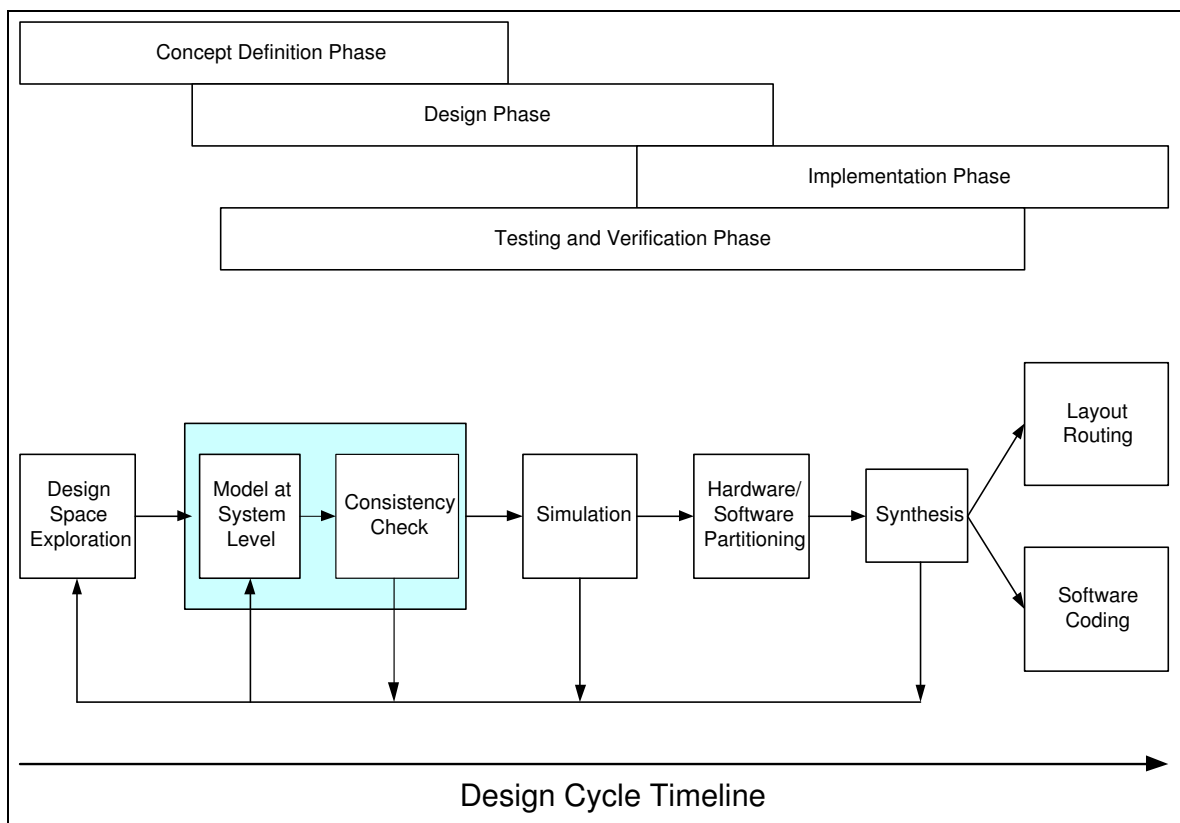 Concept Definition Phase
Design Phase
Implementation Phase
Testing and Verification Phase
Design
Space
Exploration
Model at
System
Level
Consistency
Check
Simulation
Hardware/
Software
Partitioning
Synthesis
Layout
Routing
Software
Coding
Design Cycle Timeline